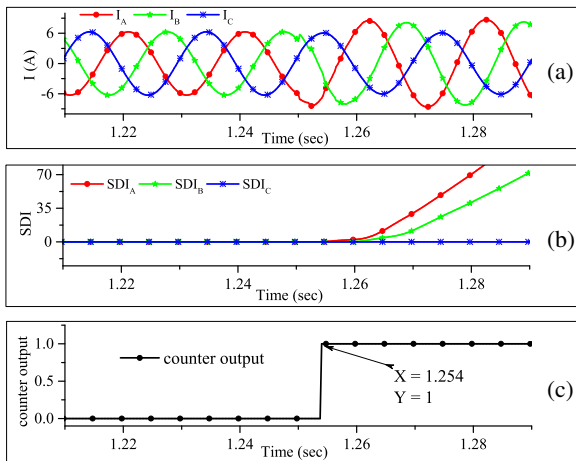 I_A I_B I_C
6
0
-6
I (A)
1.22 1.24 1.26 1.28
Time (sec)
(a)
70
35
0
SDI
SDI_A SDI_B SDI_C
1.22 1.24 1.26 1.28
Time (sec)
(b)
1.0
0.5
0.0
counter output
counter output
X = 1.254
Y = 1
1.22 1.24 1.26 1.28
Time (sec)
(c)